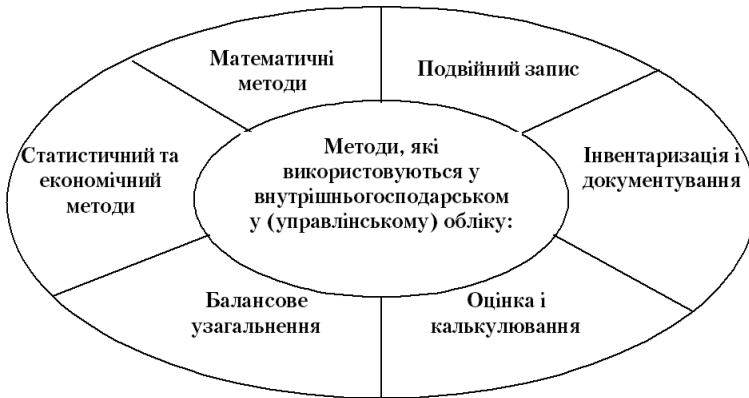 Математичні
методи
Подвійний запис
Статистичний та
економічний
методи
Методи, які
використовуються у
внутрішньогосподарськом
у (управлінському) обліку:
Інвентаризація і
документування
Балансове
узагальнення
Оцінка і
калькулювання